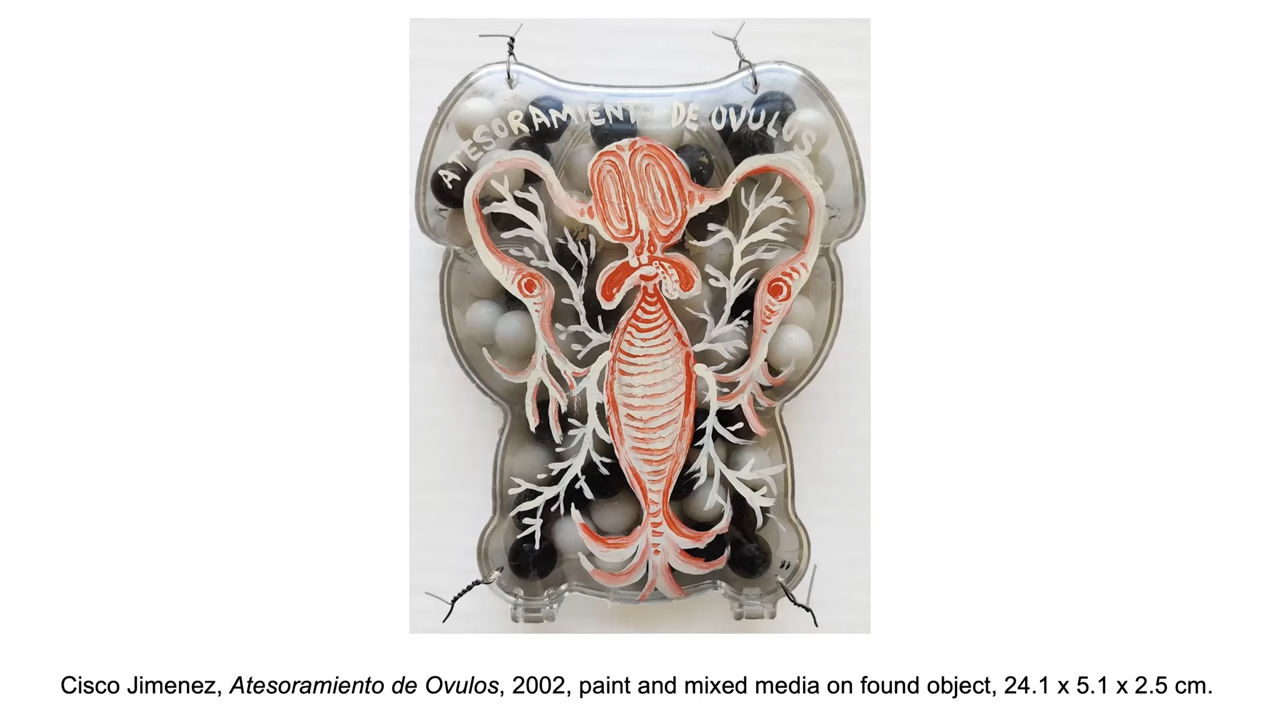 ATESORAMIENTO DE OVULOS
Cisco Jimenez, Atesoramiento de Ovulos, 2002, paint and mixed media on found object, 24.1 x 5.1 x 2.5 cm.